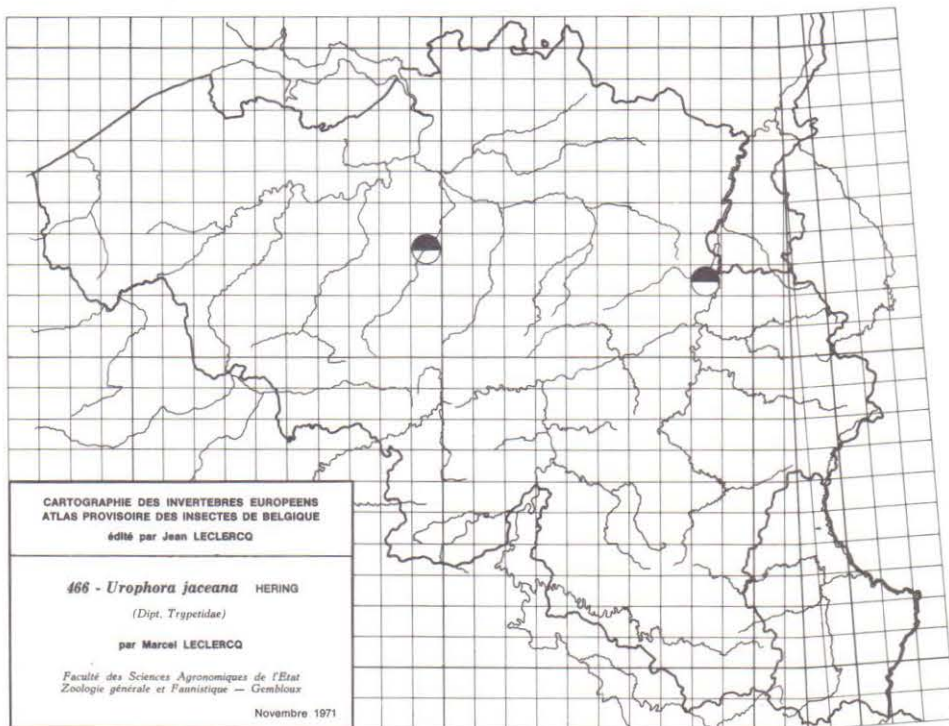 CARTOGRAPHIE DES INVERTEBRES EUROPEENS
ATLAS PROVISOIRE DES INSECTES DE BELGIQUE
édité par Jean LECLERCQ
466 - Urophora jaceana HERING
(Dipt. Trypetidae)
par Marcel LECLERCQ
Faculté des Sciences Agronomiques de l'Etat
Zoologie générale et Faunistique — Gembloux
Novembre 1971